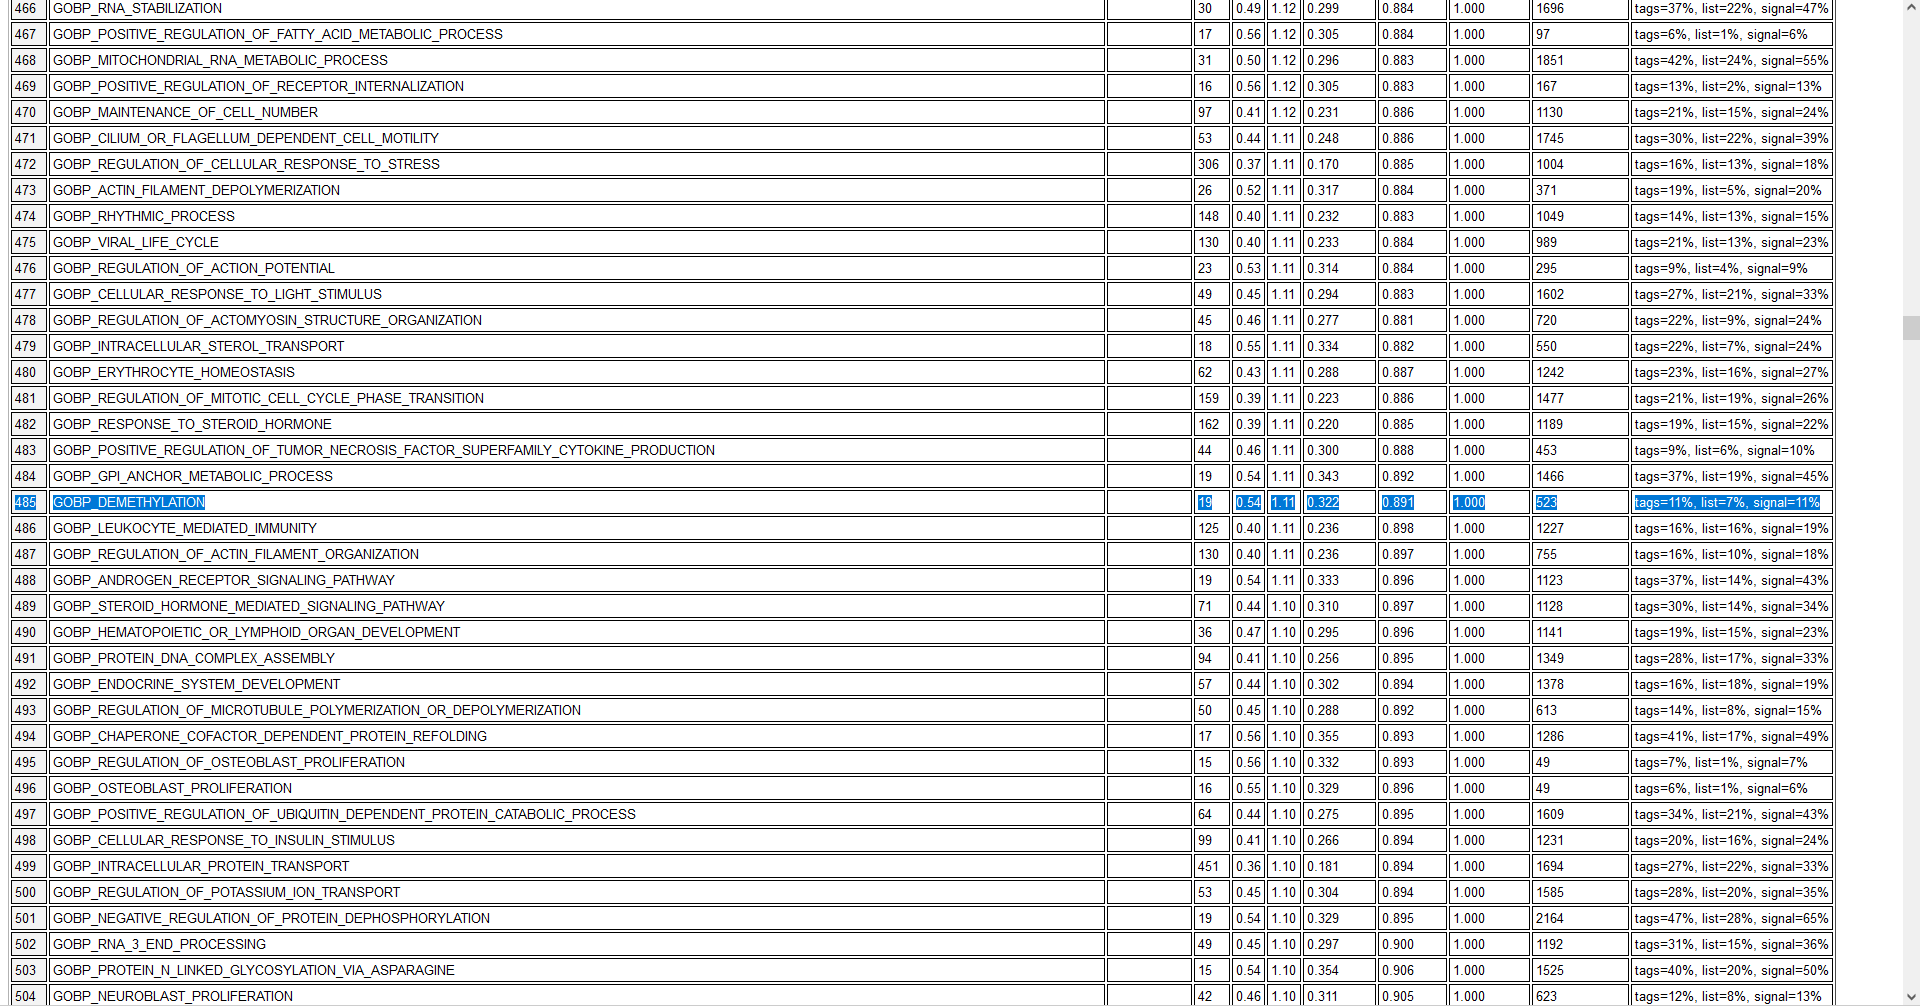 466 GOBP_RNA_STABILIZATION 30 0.49 1.12 0.299 0.884 1.000 1696 tags=37%, list=22%, signal=47%
467 GOBP_POSITIVE_REGULATION_OF_FATTY_ACID_METABOLIC_PROCESS 17 0.56 1.12 0.305 0.884 1.000 97 tags=6%, list=1%, signal=6%
468 GOBP_MITOCHONDRIAL_RNA_METABOLIC_PROCESS 31 0.50 1.12 0.296 0.883 1.000 1851 tags=42%, list=24%, signal=55%
469 GOBP_POSITIVE_REGULATION_OF_RECEPTOR_INTERNALIZATION 16 0.56 1.12 0.305 0.883 1.000 167 tags=13%, list=2%, signal=13%
470 GOBP_MAINTENANCE_OF_CELL_NUMBER 97 0.41 1.12 0.231 0.886 1.000 1130 tags=21%, list=15%, signal=24%
471 GOBP_CILIUM_OR_FLAGELLUM_DEPENDENT_CELL_MOTILITY 53 0.44 1.11 0.248 0.886 1.000 1745 tags=30%, list=22%, signal=39%
472 GOBP_REGULATION_OF_CELLULAR_RESPONSE_TO_STRESS 306 0.37 1.11 0.170 0.885 1.000 1004 tags=16%, list=13%, signal=18%
473 GOBP_ACTIN_FILAMENT_DEPOLYMERIZATION 26 0.52 1.11 0.317 0.884 1.000 371 tags=19%, list=5%, signal=20%
474 GOBP_RHYTHMIC_PROCESS 148 0.40 1.11 0.232 0.883 1.000 1049 tags=14%, list=13%, signal=15%
475 GOBP_VIRAL_LIFE_CYCLE 130 0.40 1.11 0.233 0.884 1.000 989 tags=21%, list=13%, signal=23%
476 GOBP_REGULATION_OF_ACTION_POTENTIAL 23 0.53 1.11 0.314 0.884 1.000 295 tags=9%, list=4%, signal=9%
477 GOBP_CELLULAR_RESPONSE_TO_LIGHT_STIMULUS 49 0.45 1.11 0.294 0.883 1.000 1602 tags=27%, list=21%, signal=33%
478 GOBP_REGULATION_OF_ACTOMYOSIN_STRUCTURE_ORGANIZATION 45 0.46 1.11 0.277 0.881 1.000 720 tags=22%, list=9%, signal=24%
479 GOBP_INTRACELLULAR_STEROL_TRANSPORT 18 0.55 1.11 0.334 0.882 1.000 550 tags=22%, list=7%, signal=24%
480 GOBP_ERYTHROCYTE_HOMEOSTASIS 62 0.43 1.11 0.288 0.887 1.000 1242 tags=23%, list=16%, signal=27%
481 GOBP_REGULATION_OF_MITOTIC_CELL_CYCLE_PHASE_TRANSITION 159 0.39 1.11 0.223 0.886 1.000 1477 tags=21%, list=19%, signal=26%
482 GOBP_RESPONSE_TO_STEROID_HORMONE 162 0.39 1.11 0.220 0.885 1.000 1189 tags=19%, list=15%, signal=22%
483 GOBP_POSITIVE_REGULATION_OF_TUMOR_NECROSIS_FACTOR_SUPERFAMILY_CYTOKINE_PRODUCTION 44 0.46 1.11 0.300 0.888 1.000 453 tags=9%, list=6%, signal=10%
484 GOBP_GPI_ANCHOR_METABOLIC_PROCESS 19 0.54 1.11 0.343 0.892 1.000 1466 tags=37%, list=19%, signal=45%
485 GOBP_DEMETHYLATION 19 0.54 1.11 0.322 0.891 1.000 523 tags=11%, list=7%, signal=11%
486 GOBP_LEUKOCYTE_MEDIATED_IMMUNITY 125 0.40 1.11 0.236 0.898 1.000 1227 tags=16%, list=16%, signal=19%
487 GOBP_REGULATION_OF_ACTIN_FILAMENT_ORGANIZATION 130 0.40 1.11 0.236 0.897 1.000 755 tags=16%, list=10%, signal=18%
488 GOBP_ANDROGEN_RECEPTOR_SIGNALING_PATHWAY 19 0.54 1.11 0.333 0.896 1.000 1123 tags=37%, list=14%, signal=43%
489 GOBP_STEROID_HORMONE_MEDIATED_SIGNALING_PATHWAY 71 0.44 1.10 0.310 0.897 1.000 1128 tags=30%, list=14%, signal=34%
490 GOBP_HEMATOPOIETIC_OR_LYMPHOID_ORGAN_DEVELOPMENT 36 0.47 1.10 0.295 0.896 1.000 1141 tags=19%, list=15%, signal=23%
491 GOBP_PROTEIN_DNA_COMPLEX_ASSEMBLY 94 0.41 1.10 0.256 0.895 1.000 1349 tags=28%, list=17%, signal=33%
492 GOBP_ENDOCRINE_SYSTEM_DEVELOPMENT 57 0.44 1.10 0.302 0.894 1.000 1378 tags=16%, list=18%, signal=19%
493 GOBP_REGULATION_OF_MICROTUBULE_POLYMERIZATION_OR_DEPOLYMERIZATION 50 0.45 1.10 0.288 0.892 1.000 613 tags=14%, list=8%, signal=15%
494 GOBP_CHAPERONE_COFACTOR_DEPENDENT_PROTEIN_REFOLDING 17 0.56 1.10 0.355 0.893 1.000 1286 tags=41%, list=17%, signal=49%
495 GOBP_REGULATION_OF_OSTEOBLAST_PROLIFERATION 15 0.56 1.10 0.332 0.893 1.000 49 tags=7%, list=1%, signal=7%
496 GOBP_OSTEOBLAST_PROLIFERATION 16 0.55 1.10 0.329 0.896 1.000 49 tags=6%, list=1%, signal=6%
497 GOBP_POSITIVE_REGULATION_OF_UBIQUITIN_DEPENDENT_PROTEIN_CATABOLIC_PROCESS 64 0.44 1.10 0.275 0.895 1.000 1609 tags=34%, list=21%, signal=43%
498 GOBP_CELLULAR_RESPONSE_TO_INSULIN_STIMULUS 99 0.41 1.10 0.266 0.894 1.000 1231 tags=20%, list=16%, signal=24%
499 GOBP_INTRACELLULAR_PROTEIN_TRANSPORT 451 0.36 1.10 0.181 0.894 1.000 1694 tags=27%, list=22%, signal=33%
500 GOBP_REGULATION_OF_POTASSIUM_ION_TRANSPORT 53 0.45 1.10 0.304 0.894 1.000 1585 tags=28%, list=20%, signal=35%
501 GOBP_NEGATIVE_REGULATION_OF_PROTEIN_DEPHOSPHORYLATION 19 0.54 1.10 0.329 0.895 1.000 2164 tags=47%, list=28%, signal=65%
502 GOBP_RNA_3_END_PROCESSING 49 0.45 1.10 0.297 0.900 1.000 1192 tags=31%, list=15%, signal=36%
503 GOBP_PROTEIN_N_LINKED_GLYCOSYLATION_VIA_ASPARAGINE 15 0.54 1.10 0.354 0.906 1.000 1525 tags=40%, list=20%, signal=50%
504 GOBP_NEUROBLAST_PROLIFERATION 42 0.46 1.10 0.311 0.905 1.000 623 tags=12%, list=8%, signal=13%